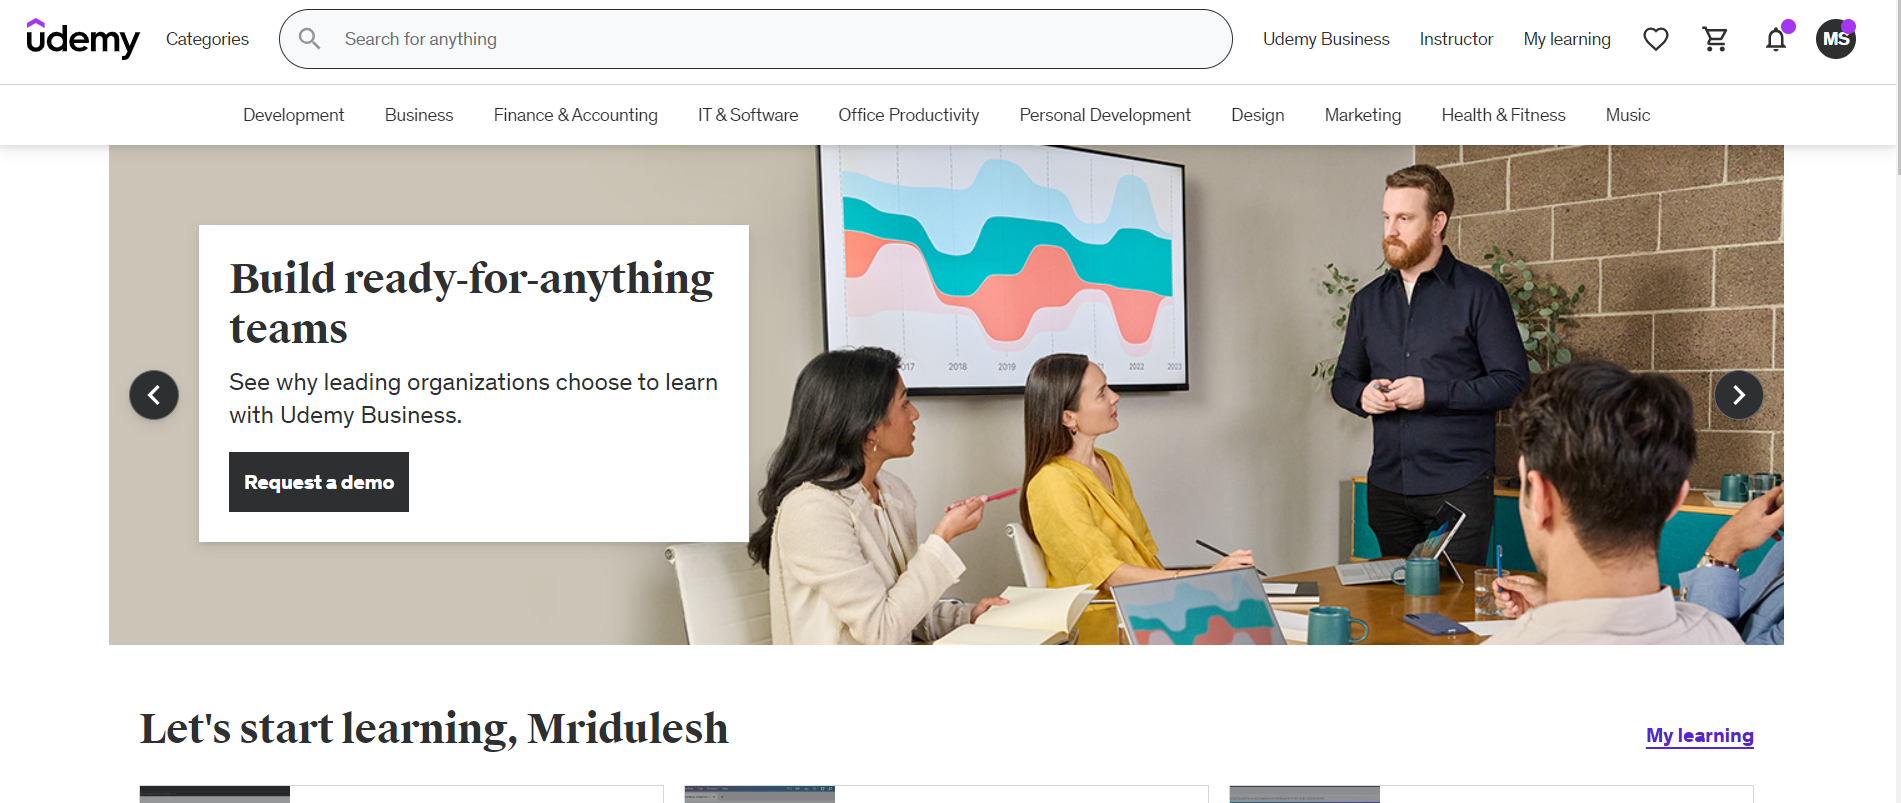 udemy
Categories
Search for anything
Udemy Business
Instructor
My learning
MS
Development
Business
Finance & Accounting
IT & Software
Office Productivity
Personal Development
Design
Marketing
Health & Fitness
Music
Build ready-for-anything
teams
See why leading organizations choose to learn
with Udemy Business.
Request a demo
2018
2019
2022
2023
Let's start learning, Mridulesh
My learning